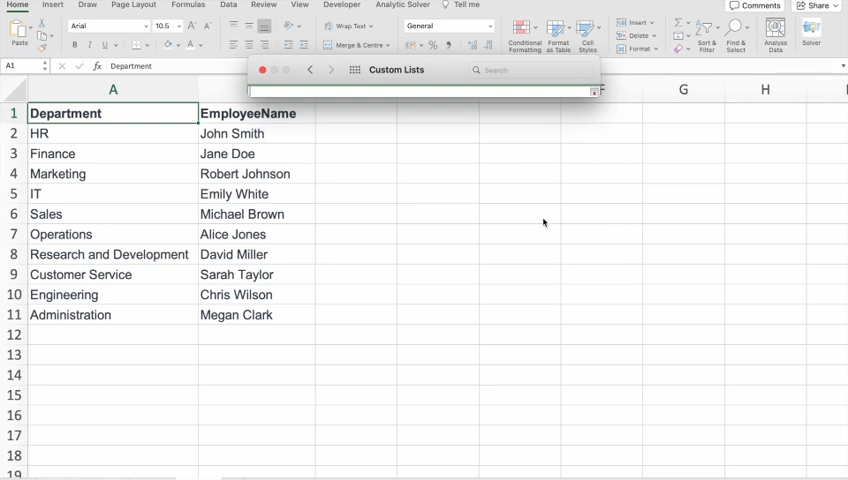 Home Insert Draw Page Layout Formulas Data Review View Developer Analytic Solver Tell me Comments Share
Paste Arial 10.5 A A Wrap Text General Insert
B I U A Merge & Centre % Conditional Formatting Format as Table Cell Styles Delete Format Sort & Filter Find & Select Analyse Data Solver
A1 fx Department
Custom Lists Search
A F G H
1 Department EmployeeName
2 HR John Smith
3 Finance Jane Doe
4 Marketing Robert Johnson
5 IT Emily White
6 Sales Michael Brown
7 Operations Alice Jones
8 Research and Development David Miller
9 Customer Service Sarah Taylor
10 Engineering Chris Wilson
11 Administration Megan Clark
12
13
14
15
16
17
18
19